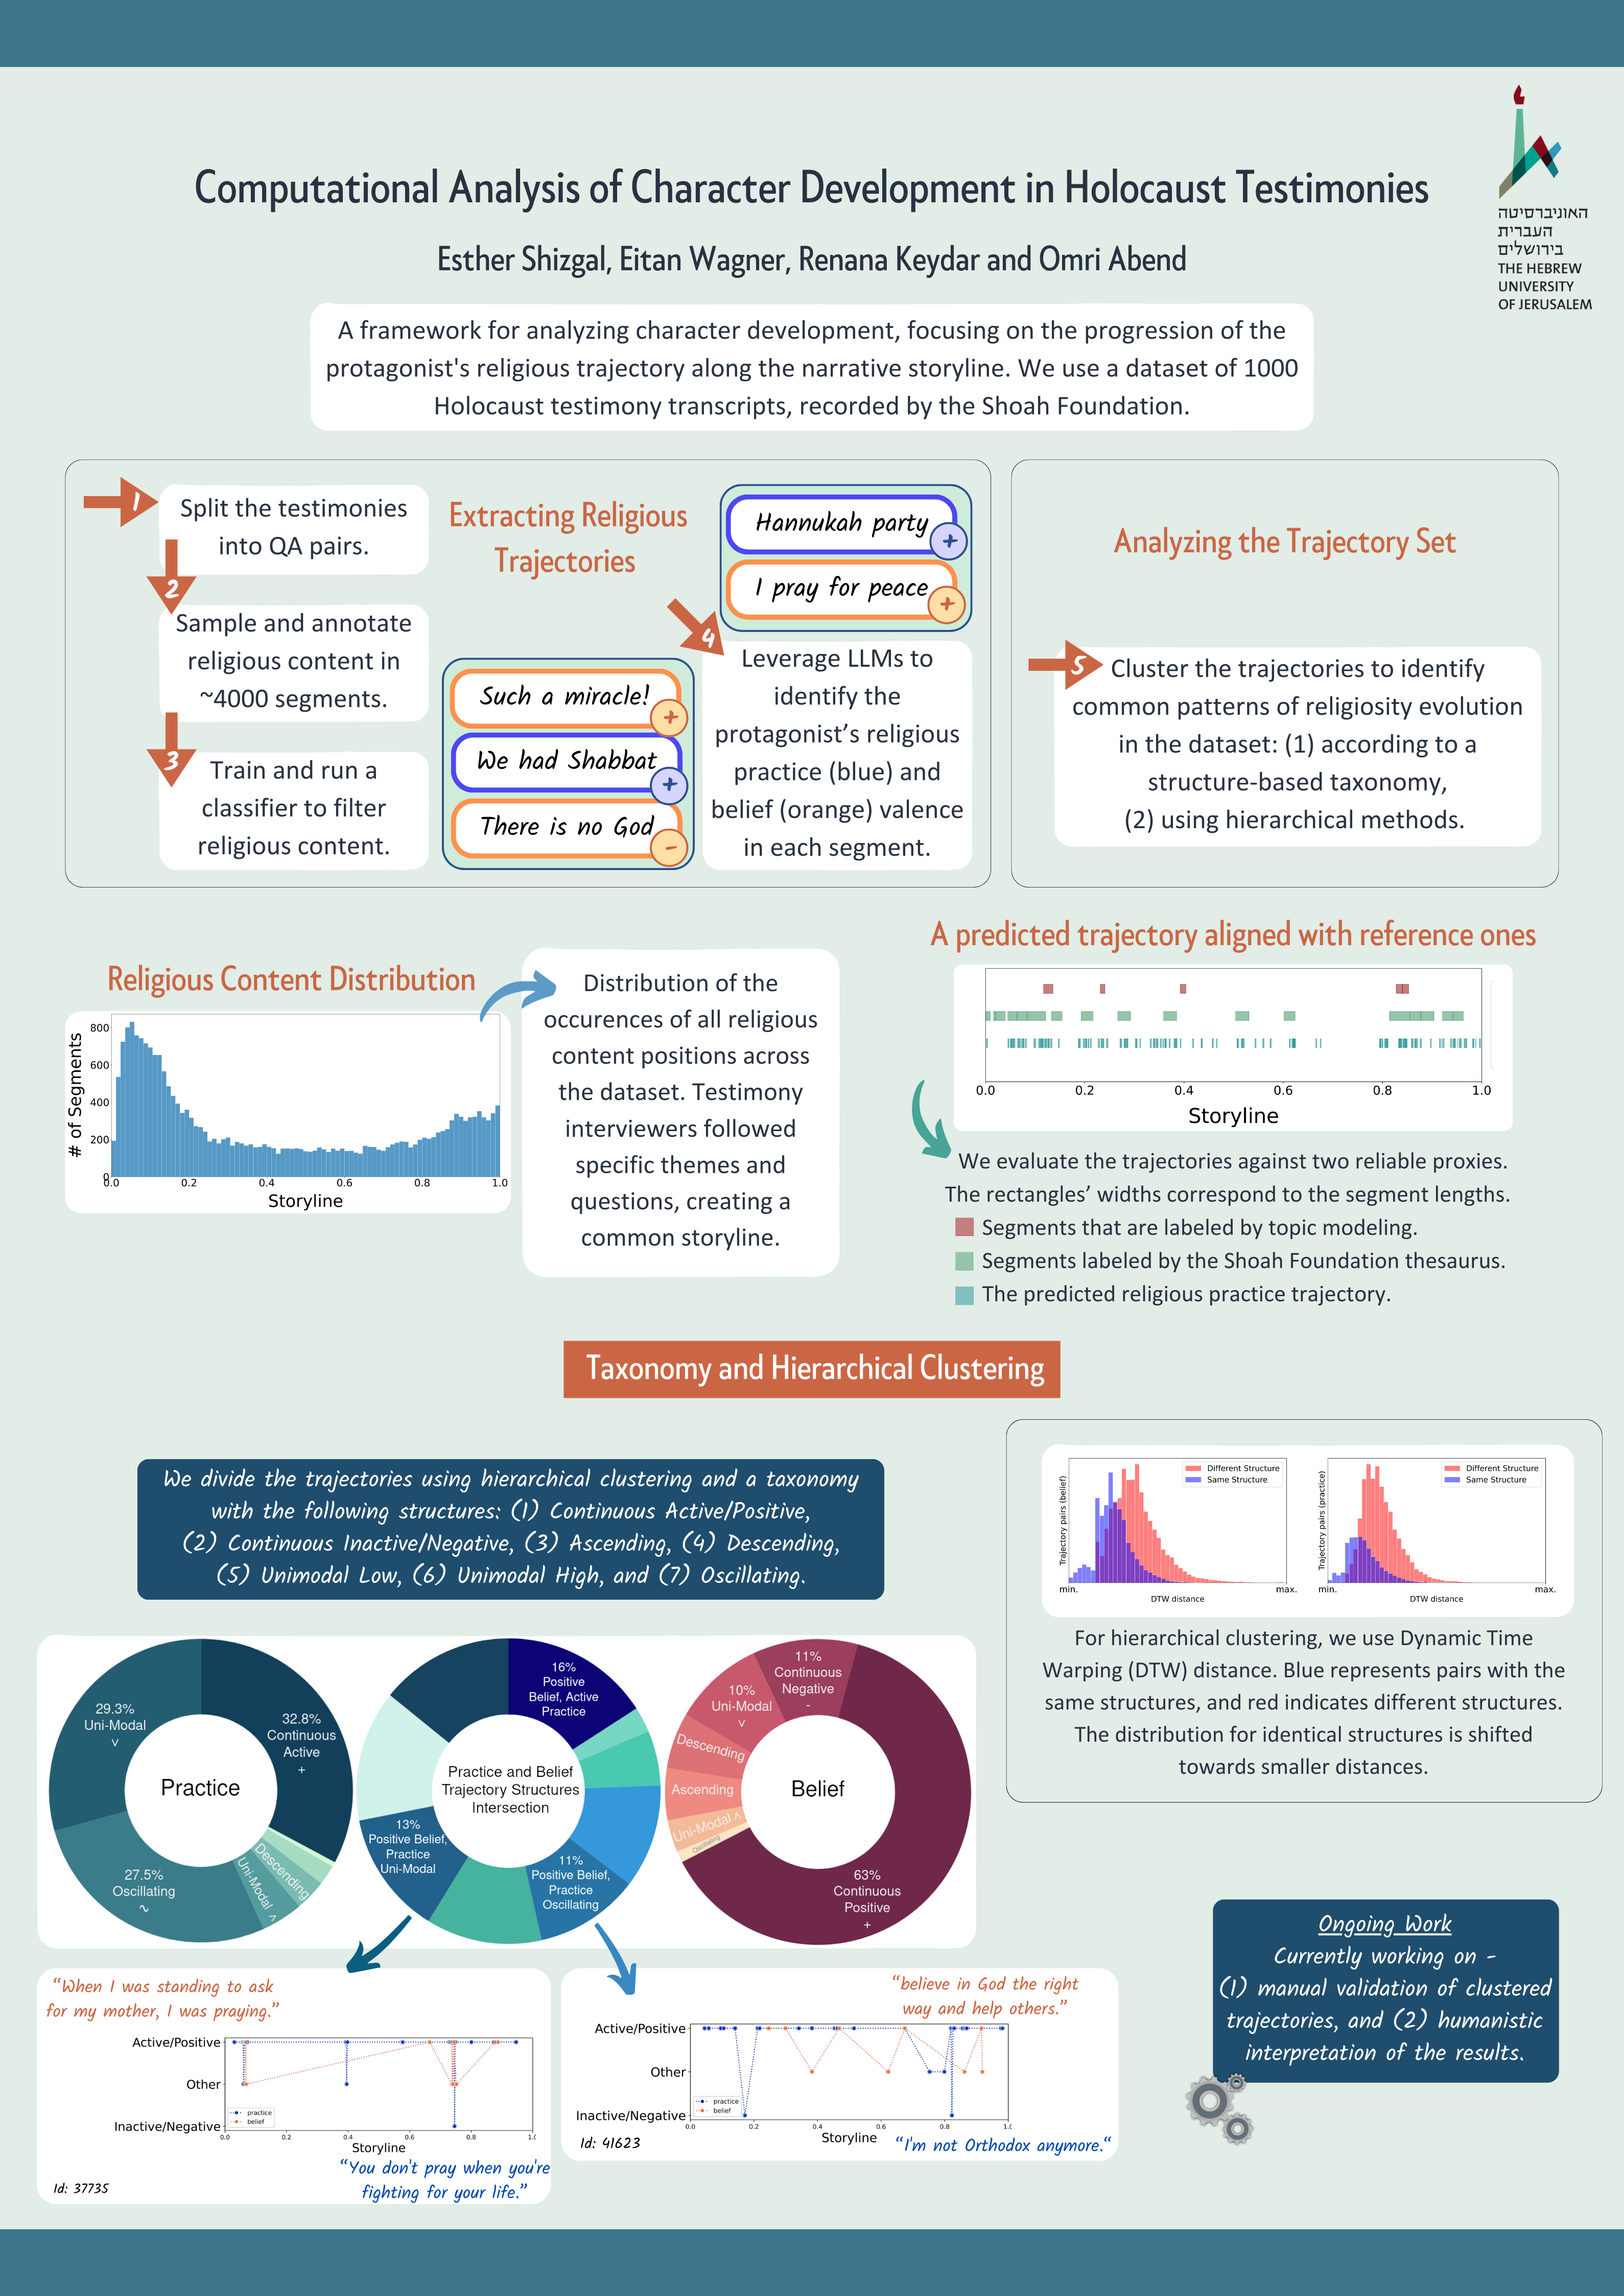 האוניברסיטה
העברית
בירושלים
THE HEBREW
UNIVERSITY
OF JERUSALEM
Computational Analysis of Character Development in Holocaust Testimonies
Esther Shizgal, Eitan Wagner, Renana Keydar and Omri Abend
A framework for analyzing character development, focusing on the progression of the
protagonist's religious trajectory along the narrative storyline. We use a dataset of 1000
Holocaust testimony transcripts, recorded by the Shoah Foundation.
1
Split the testimonies
into QA pairs.
2
Sample and annotate
religious content in
~4000 segments.
3
Train and run a
classifier to filter
religious content.
Extracting Religious
Trajectories
Such a miracle!
+
We had Shabbat
+
There is no God
-
Hannukah party
+
I pray for peace
+
4
Leverage LLMs to
identify the
protagonist's religious
practice (blue) and
belief (orange) valence
in each segment.
Analyzing the Trajectory Set
5
Cluster the trajectories to identify
common patterns of religiosity evolution
in the dataset: (1) according to a
structure-based taxonomy,
(2) using hierarchical methods.
Religious Content Distribution
# of Segments
800
600
400
200
0
0.0 0.2 0.4 0.6 0.8 1.0
Storyline
Distribution of the
occurences of all religious
content positions across
the dataset. Testimony
interviewers followed
specific themes and
questions, creating a
common storyline.
A predicted trajectory aligned with reference ones
0.0 0.2 0.4 0.6 0.8 1.0
Storyline
We evaluate the trajectories against two reliable proxies.
The rectangles' widths correspond to the segment lengths.
Segments that are labeled by topic modeling.
Segments labeled by the Shoah Foundation thesaurus.
The predicted religious practice trajectory.
Taxonomy and Hierarchical Clustering
We divide the trajectories using hierarchical clustering and a taxonomy
with the following structures: (1) Continuous Active/Positive,
(2) Continuous Inactive/Negative, (3) Ascending, (4) Descending,
(5) Unimodal Low, (6) Unimodal High, and (7) Oscillating.
Practice
29.3%
Uni-Modal
v
32.8%
Continuous
Active
+
27.5%
Oscillating
~
Uni-Modal ^
Descending
Practice and Belief
Trajectory Structures
Intersection
16%
Positive
Belief, Active
Practice
13%
Positive Belief,
Practice
Uni-Modal
11%
Positive Belief,
Practice
Oscillating
Belief
11%
Continuous
Negative
-
10%
Uni-Modal
v
Descending
Ascending
Uni-Modal ^
Oscillating
63%
Continuous
Positive
+
Trajectory pairs (belief)
Different Structure
Same Structure
min. max.
DTW distance
Trajectory pairs (practice)
Different Structure
Same Structure
min. max.
DTW distance
For hierarchical clustering, we use Dynamic Time
Warping (DTW) distance. Blue represents pairs with the
same structures, and red indicates different structures.
The distribution for identical structures is shifted
towards smaller distances.
"When I was standing to ask
for my mother, I was praying."
Active/Positive
Other
Inactive/Negative
practice
belief
0.0 0.2 0.4 0.6 0.8 1.0
Storyline
"You don't pray when you're
fighting for your life."
Id: 37735
"believe in God the right
way and help others."
Active/Positive
Other
Inactive/Negative
practice
belief
0.0 0.2 0.4 0.6 0.8 1.0
Storyline
Id: 41623
"I'm not Orthodox anymore."
Ongoing Work
Currently working on -
(1) manual validation of clustered
trajectories, and (2) humanistic
interpretation of the results.